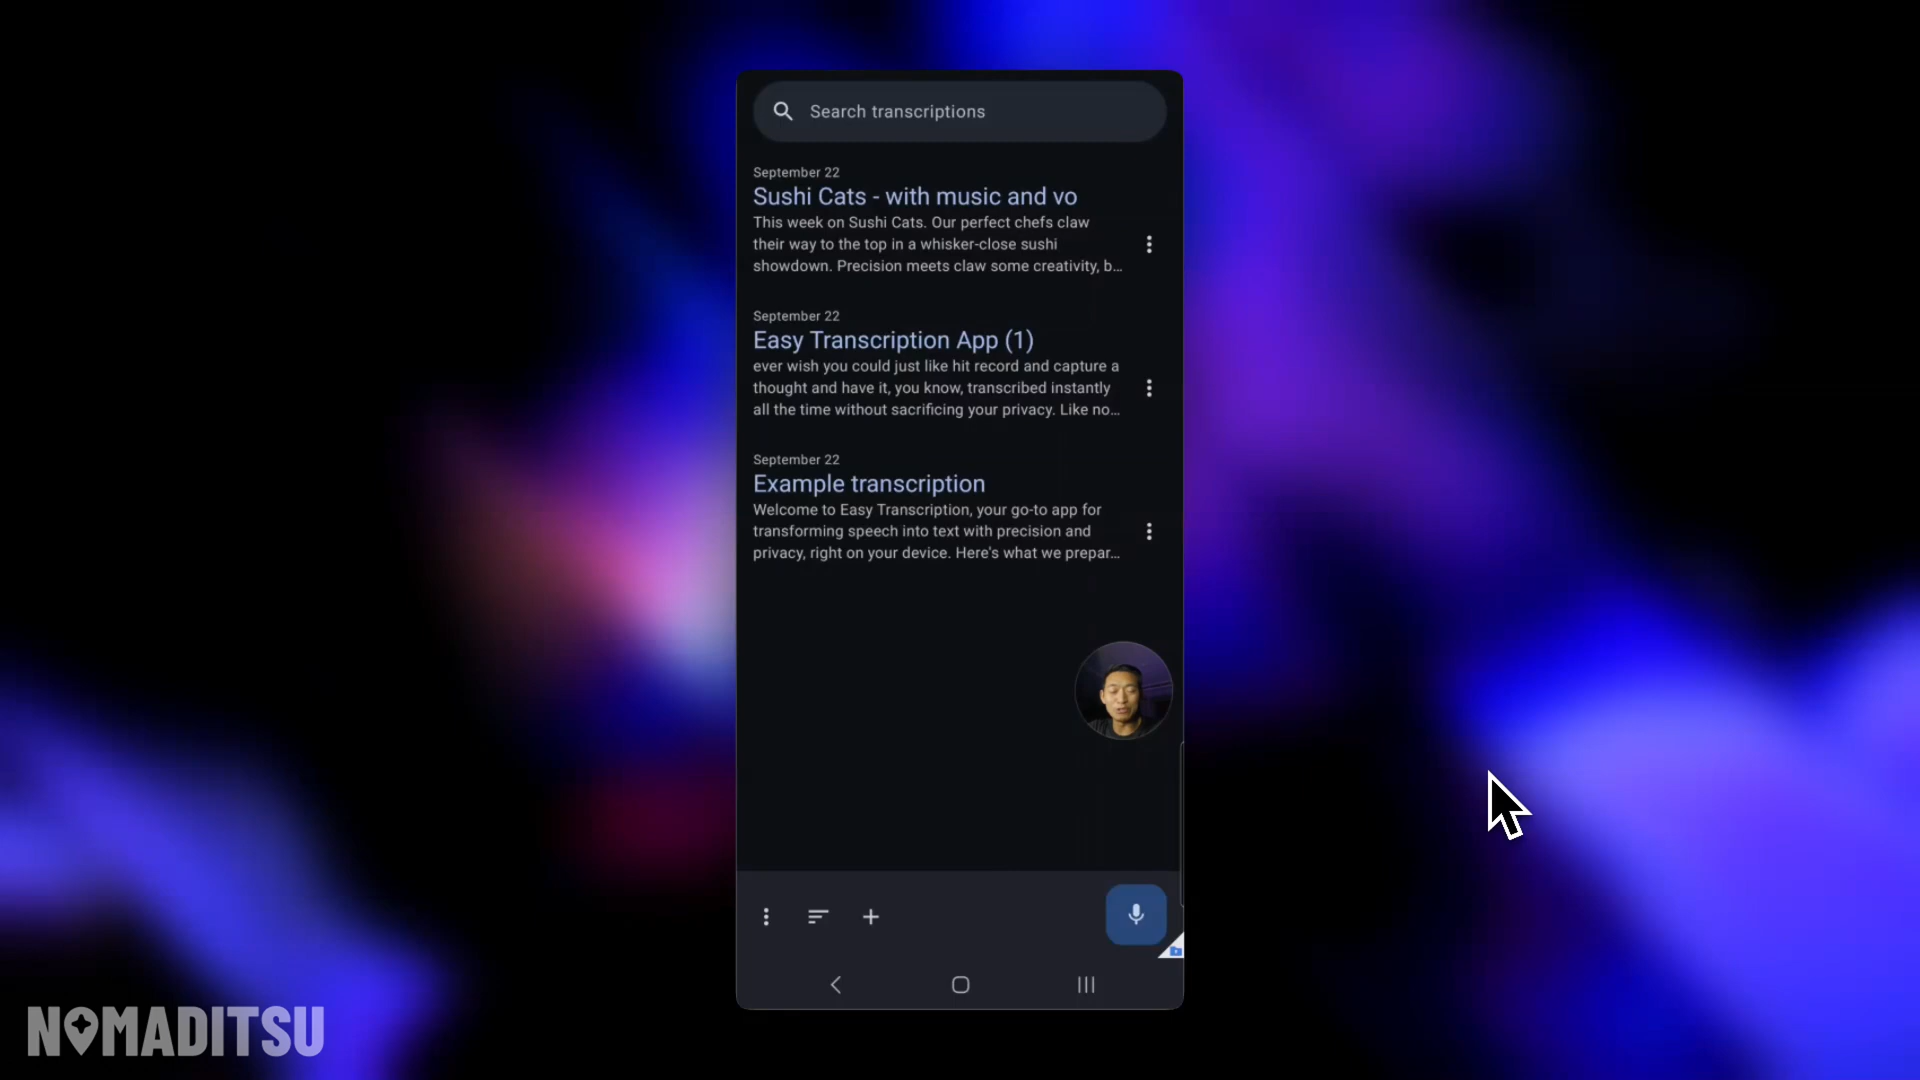 Search transcriptions
September 22
Sushi Cats - with music and vo
This week on Sushi Cats. Our perfect chefs claw
their way to the top in a whisker-close sushi
showdown. Precision meets claw some creativity, b...
September 22
Easy Transcription App (1)
ever wish you could just like hit record and capture a
thought and have it, you know, transcribed instantly
all the time without sacrificing your privacy. Like no...
September 22
Example transcription
Welcome to Easy Transcription, your go-to app for
transforming speech into text with precision and
privacy, right on your device. Here's what we prepar...
NOMADITSU